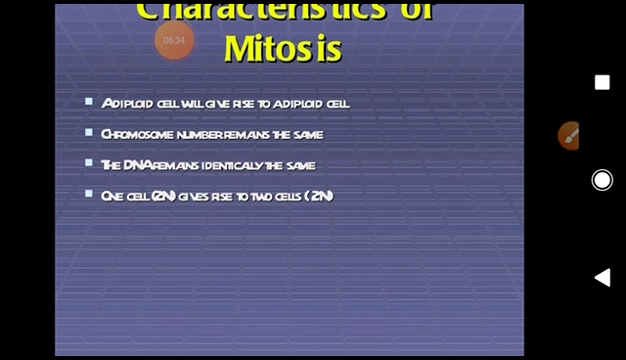 Characteristics of
Mitosis
06:34
A DIPLOID CELL WILL GIVE RISE TO A DIPLOID CELL
CHROMOSOME NUMBER REMAINS THE SAME
THE DNA REMAINS IDENTICALLY THE SAME
ONE CELL (2N) GIVES RISE TO TWO CELLS ( 2N)